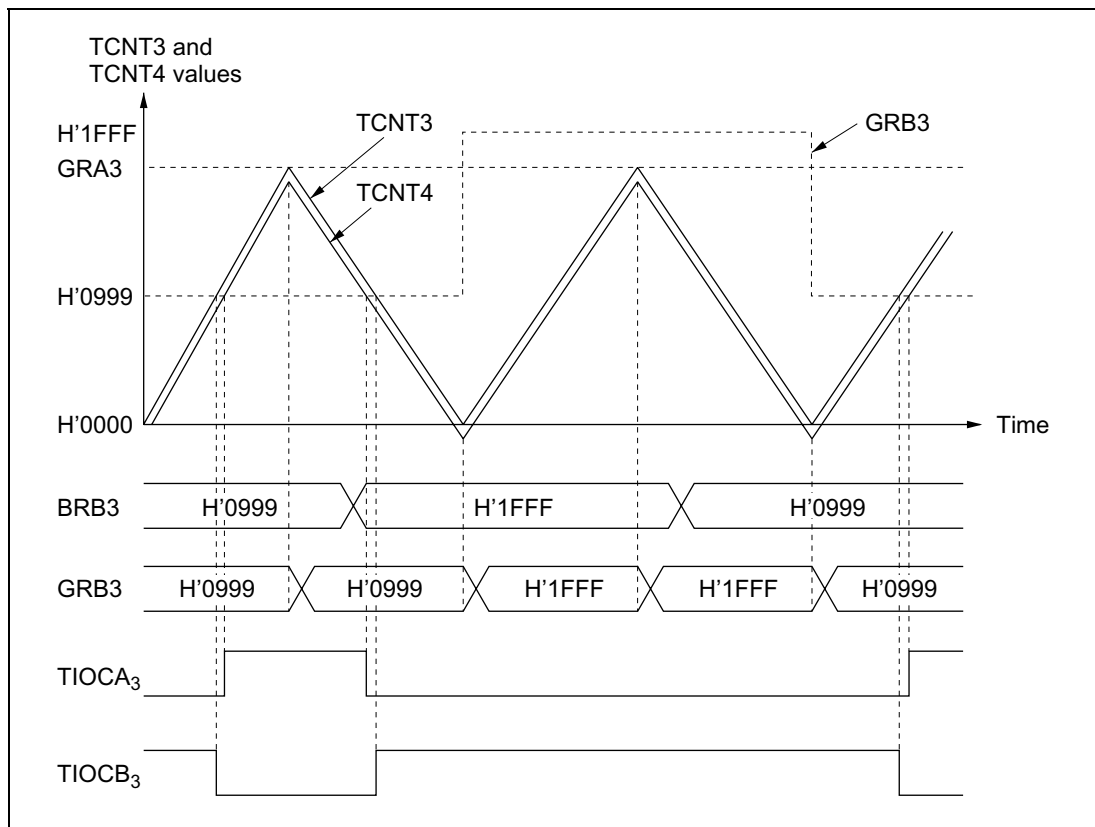 TCNT3 and
TCNT4 values
H'1FFF
TCNT3
GRB3
GRA3
TCNT4
H'0999
H'0000
Time
BRB3
H'0999
H'1FFF
H'0999
GRB3
H'0999
H'0999
H'1FFF
H'1FFF
H'0999
TIOCA3
TIOCB3